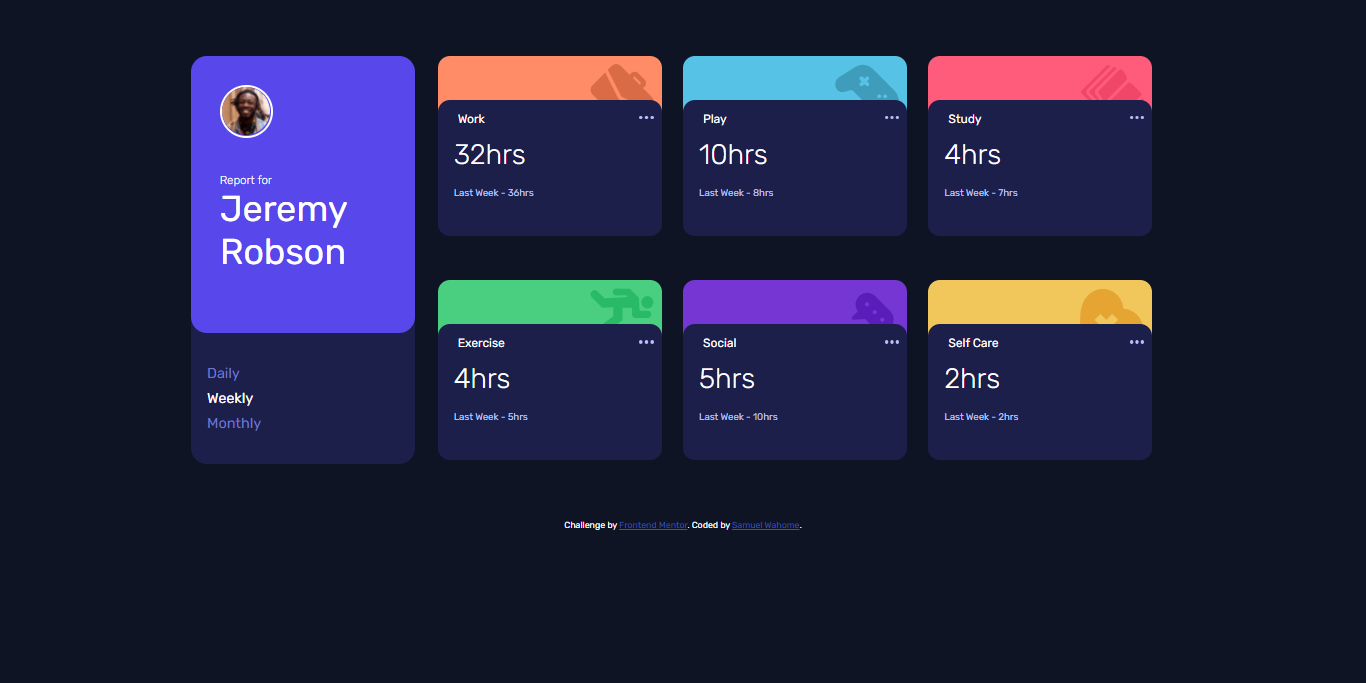 Report for
Jeremy
Robson
Daily
Weekly
Monthly
Work
32hrs
Last Week - 36hrs
Play
10hrs
Last Week - 8hrs
Study
4hrs
Last Week - 7hrs
Exercise
4hrs
Last Week - 5hrs
Social
5hrs
Last Week - 10hrs
Self Care
2hrs
Last Week - 2hrs
Challenge by Frontend Mentor. Coded by Samuel Wahome.